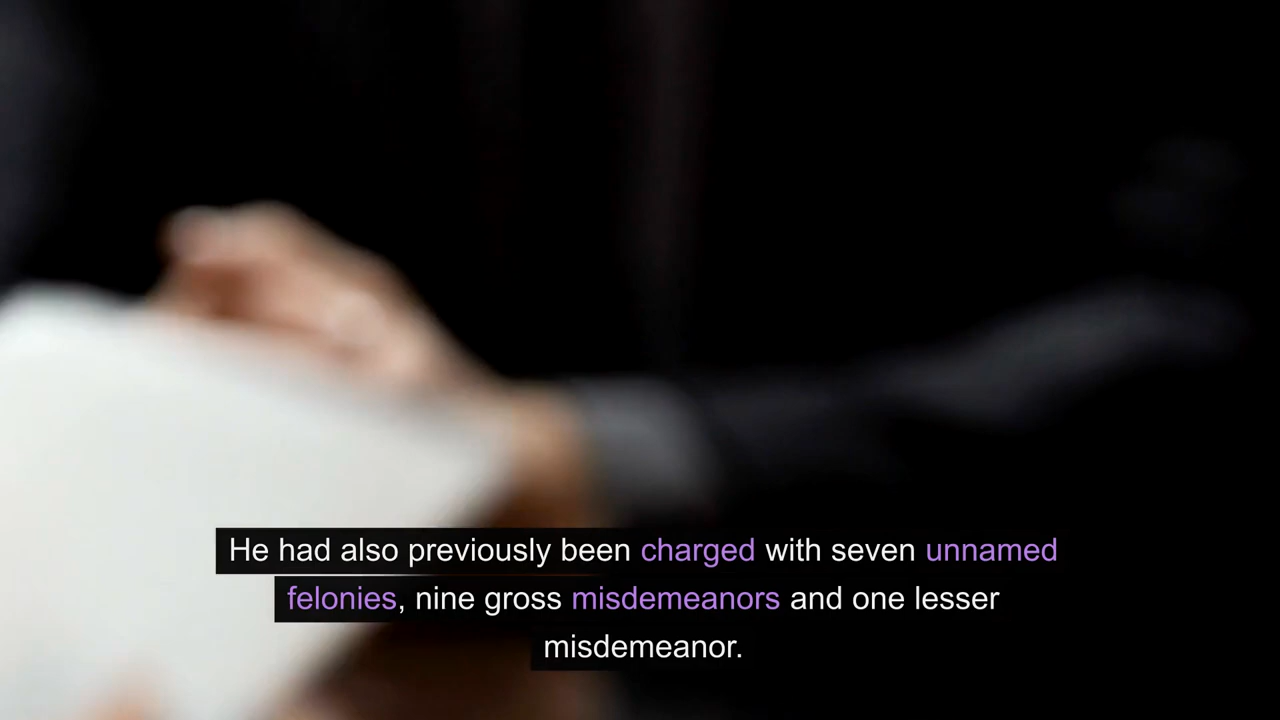 He had also previously been charged with seven unnamed
felonies, nine gross misdemeanors and one lesser
misdemeanor.